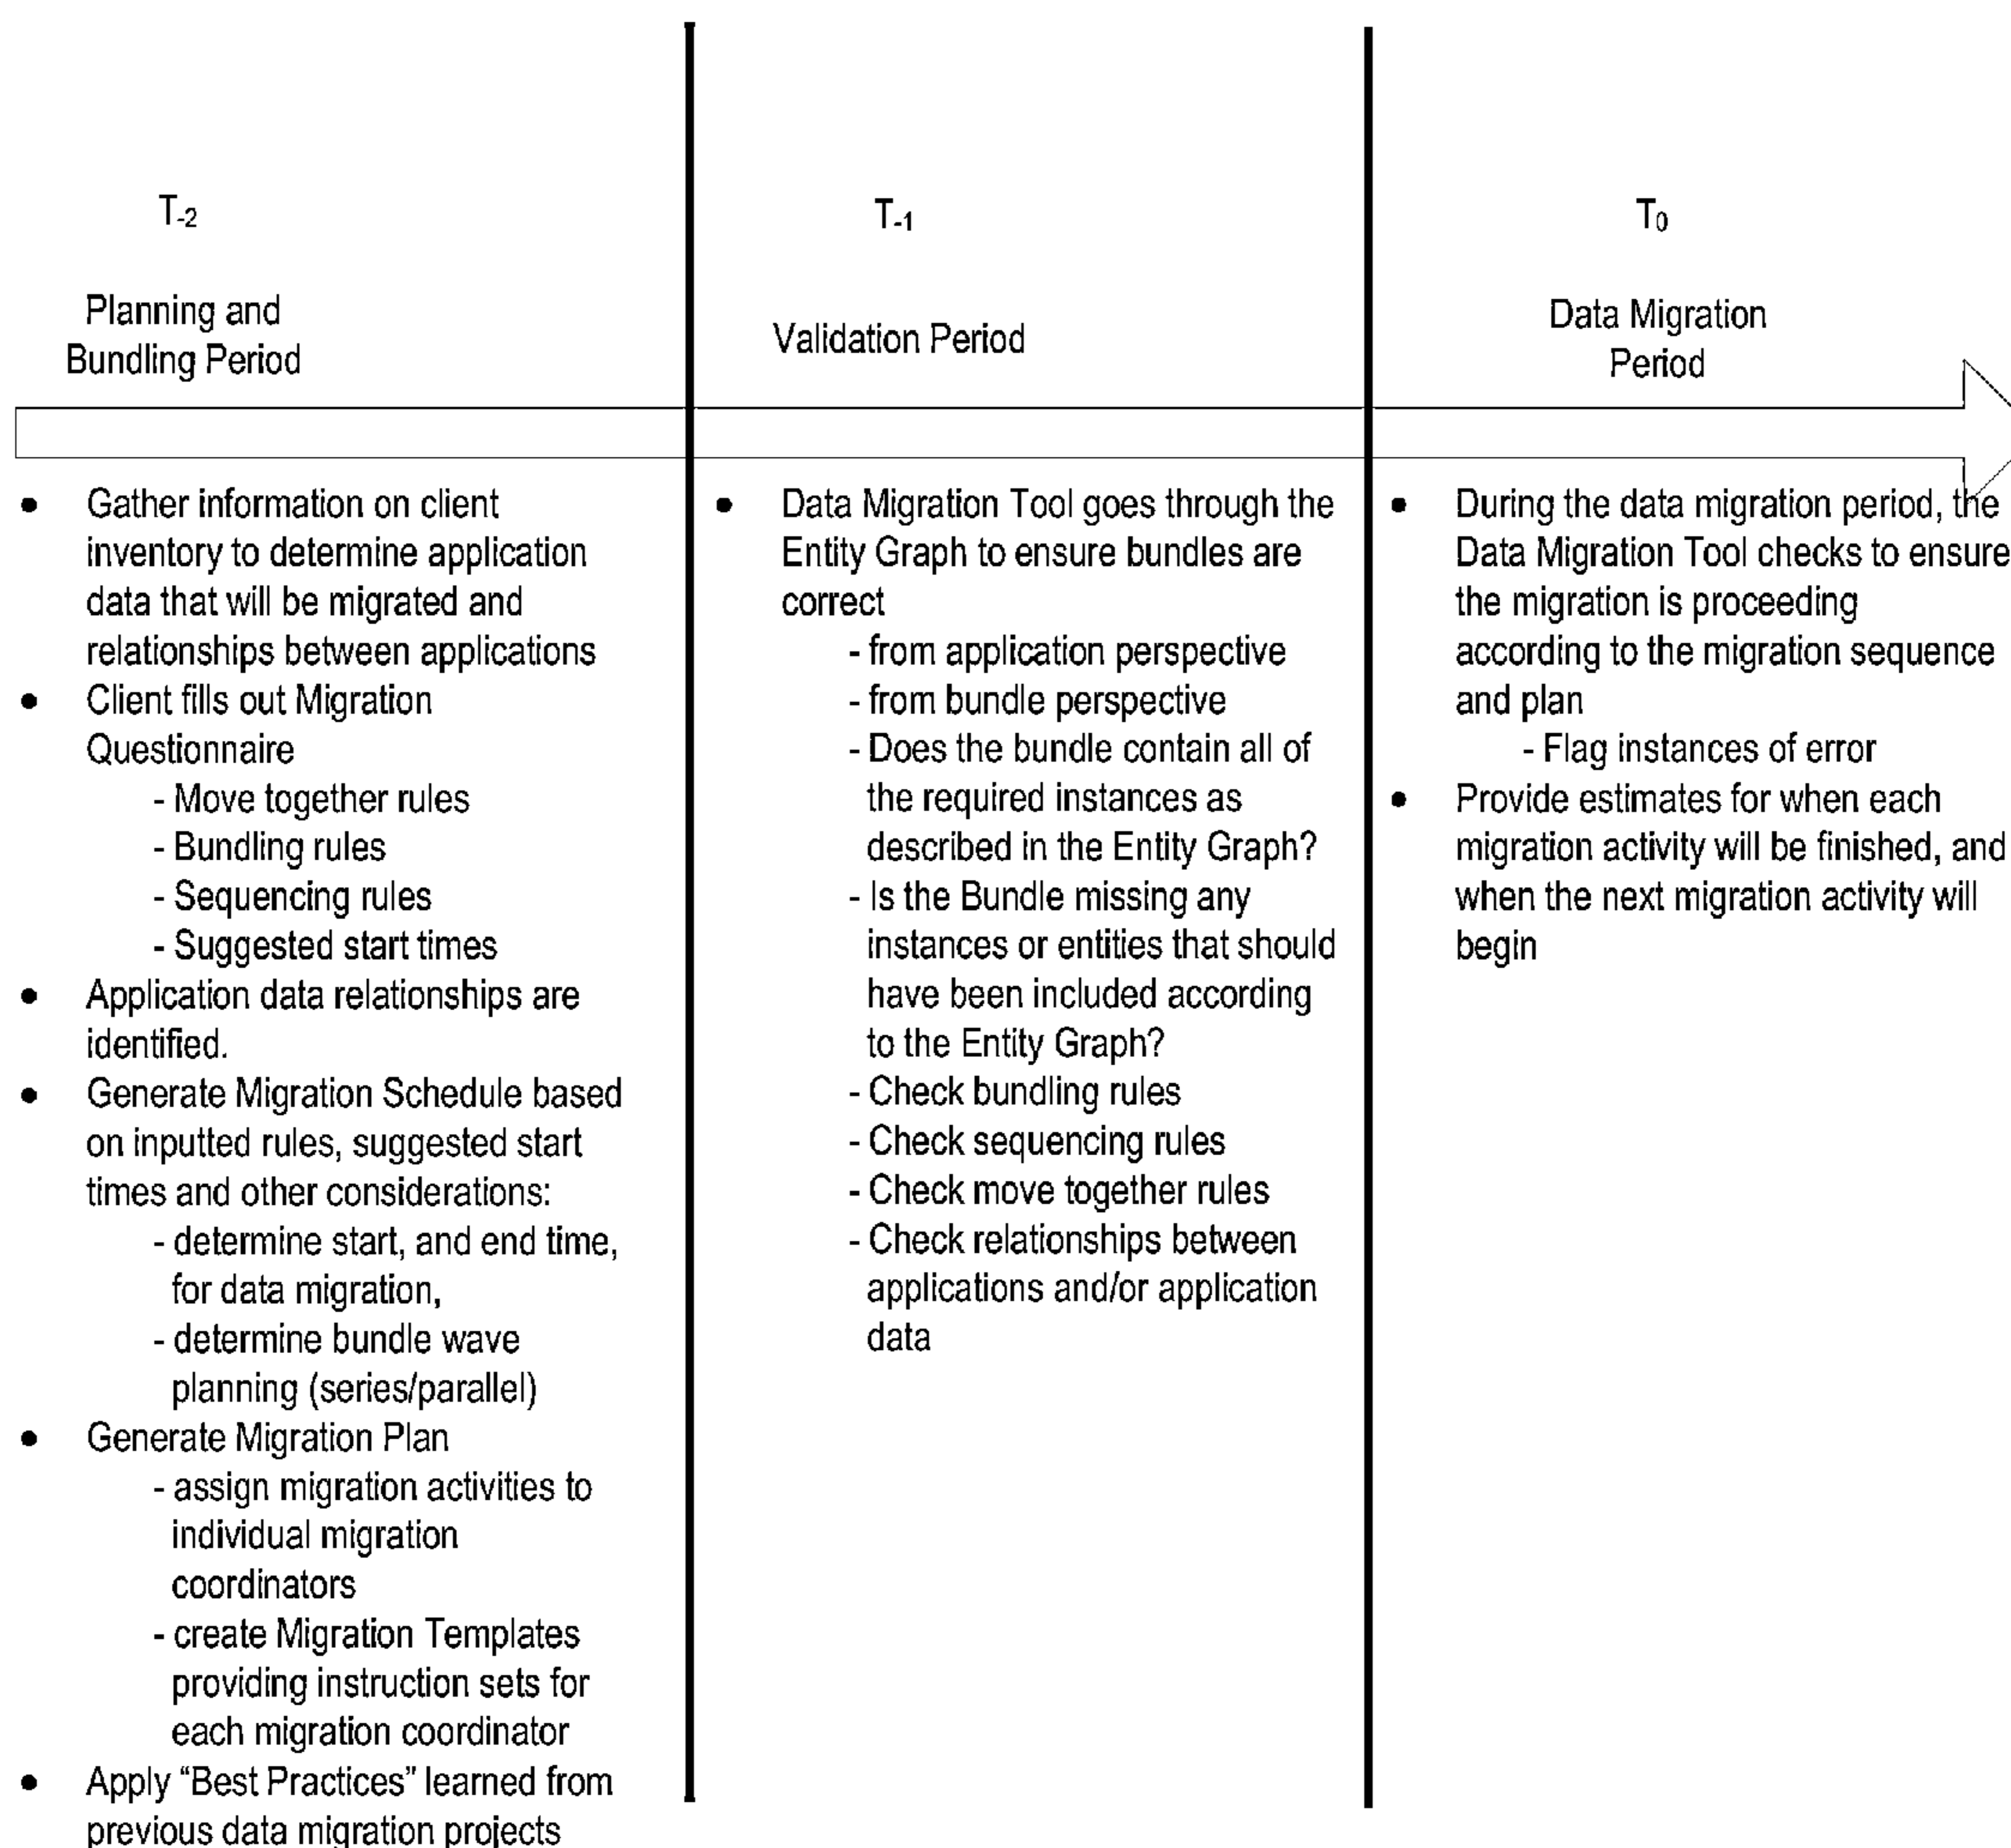 T-2
Planning and
Bundling Period
• Gather information on client
inventory to determine application
data that will be migrated and
relationships between applications
• Client fills out Migration
Questionnaire
- Move together rules
- Bundling rules
- Sequencing rules
- Suggested start times
• Application data relationships are
identified.
• Generate Migration Schedule based
on inputted rules, suggested start
times and other considerations:
- determine start, and end time,
for data migration,
- determine bundle wave
planning (series/parallel)
• Generate Migration Plan
- assign migration activities to
individual migration
coordinators
- create Migration Templates
providing instruction sets for
each migration coordinator
• Apply “Best Practices” learned from
previous data migration projects
T-1
Validation Period
• Data Migration Tool goes through the
Entity Graph to ensure bundles are
correct
- from application perspective
- from bundle perspective
- Does the bundle contain all of
the required instances as
described in the Entity Graph?
- Is the Bundle missing any
instances or entities that should
have been included according
to the Entity Graph?
- Check bundling rules
- Check sequencing rules
- Check move together rules
- Check relationships between
applications and/or application
data
T0
Data Migration
Period
• During the data migration period, the
Data Migration Tool checks to ensure
the migration is proceeding
according to the migration sequence
and plan
- Flag instances of error
• Provide estimates for when each
migration activity will be finished, and
when the next migration activity will
begin